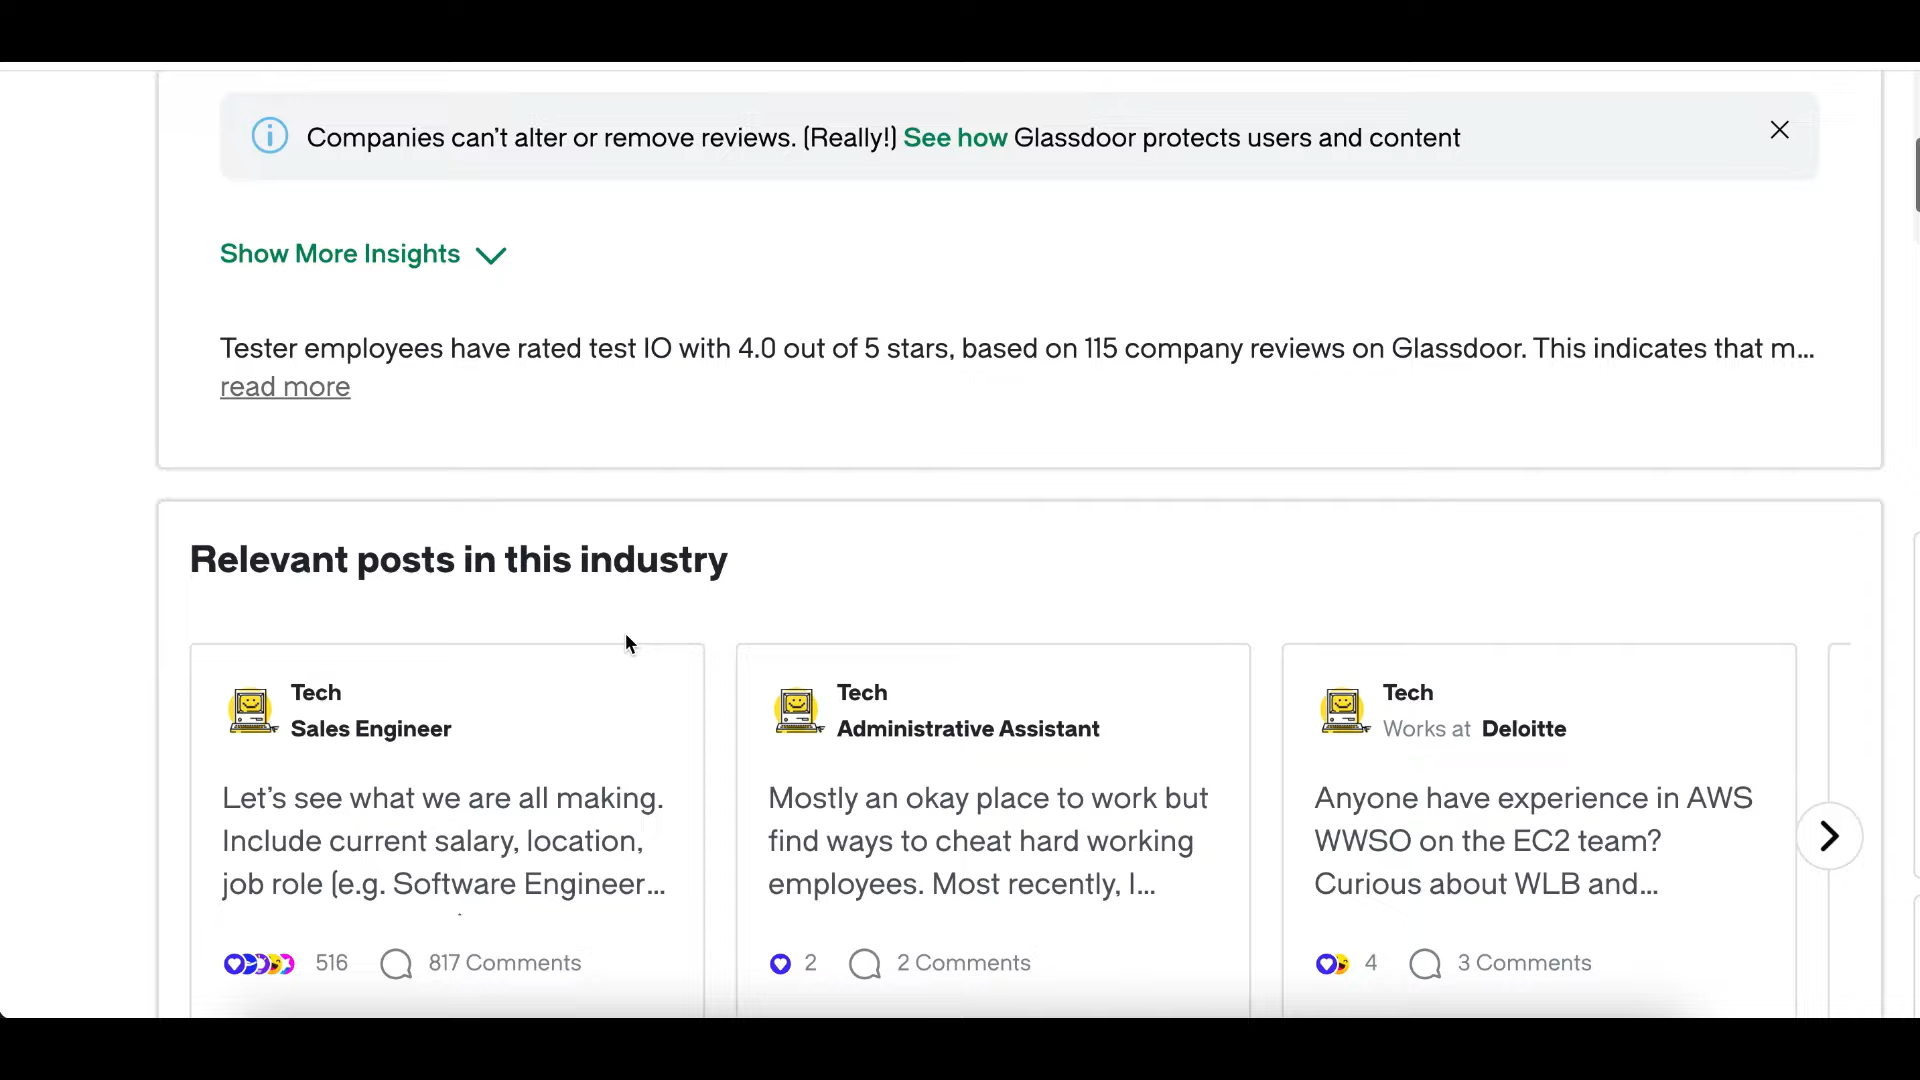 Companies can't alter or remove reviews. (Really!) See how Glassdoor protects users and content
Show More Insights
Tester employees have rated test IO with 4.0 out of 5 stars, based on 115 company reviews on Glassdoor. This indicates that m...
read more
Relevant posts in this industry
Tech
Sales Engineer
Let's see what we are all making.
Include current salary, location,
job role (e.g. Software Engineer...
516
817 Comments
Tech
Administrative Assistant
Mostly an okay place to work but
find ways to cheat hard working
employees. Most recently, I...
2
2 Comments
Tech
Works at Deloitte
Anyone have experience in AWS
WWSO on the EC2 team?
Curious about WLB and...
4
3 Comments